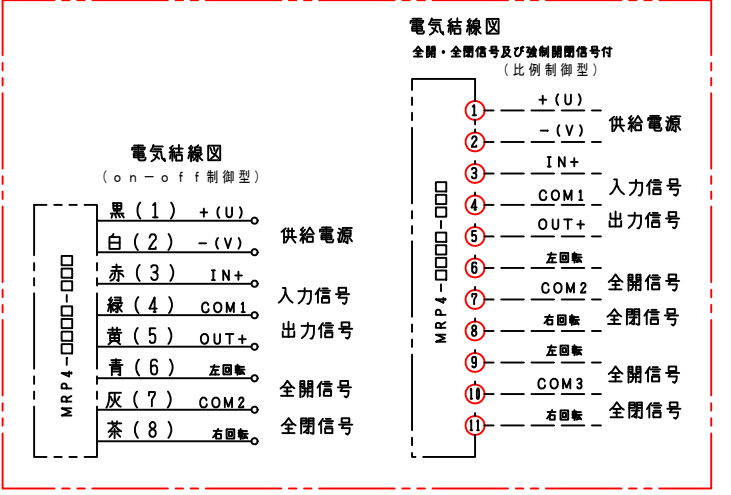 電気結線図
(on－off制御型)
黒(1) +(U)
白(2) -(V)
供給電源
赤(3) IN+
緑(4) COM1
入力信号
黄(5) OUT+
出力信号
青(6) 左回転
灰(7) COM2
全開信号
茶(8) 右回転
全閉信号
MRP4-□□□□-□□□
電気結線図
全開・全閉信号及び強制開閉信号付
(比例制御型)
1 +(U)
2 -(V)
供給電源
3 IN+
4 COM1
入力信号
5 OUT+
出力信号
6 左回転
7 COM2
全開信号
8 右回転
全閉信号
9 左回転
10 COM3
全開信号
11 右回転
全閉信号
MRP4-□□□□-□□□